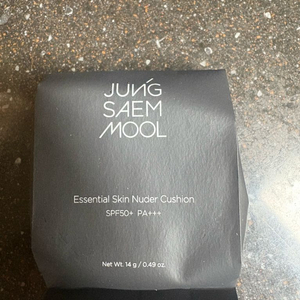 JUNG
SAEM
MOOL
Essential Skin Nuder Cushion
SPF50+ PA+++
Net Wt. 14 g / 0.49 oz.